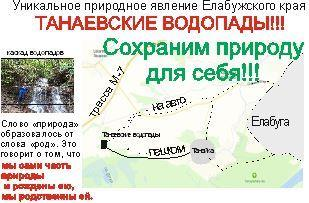 Уникальное природное явление Елабужского края
ТАНАЕВСКИЕ ВОДОПАДЫ!!!
каскад водопадов
Сохраним природу
для себя!!!
трасса М-7
на авто
Танаевские водопады
пешком
Танайка
Елабуга
Слово «природа»
образовалось от
слова «род». Это
говорит о том, что
мы сами часть
природы
и рождены ею,
мы родственны ей.